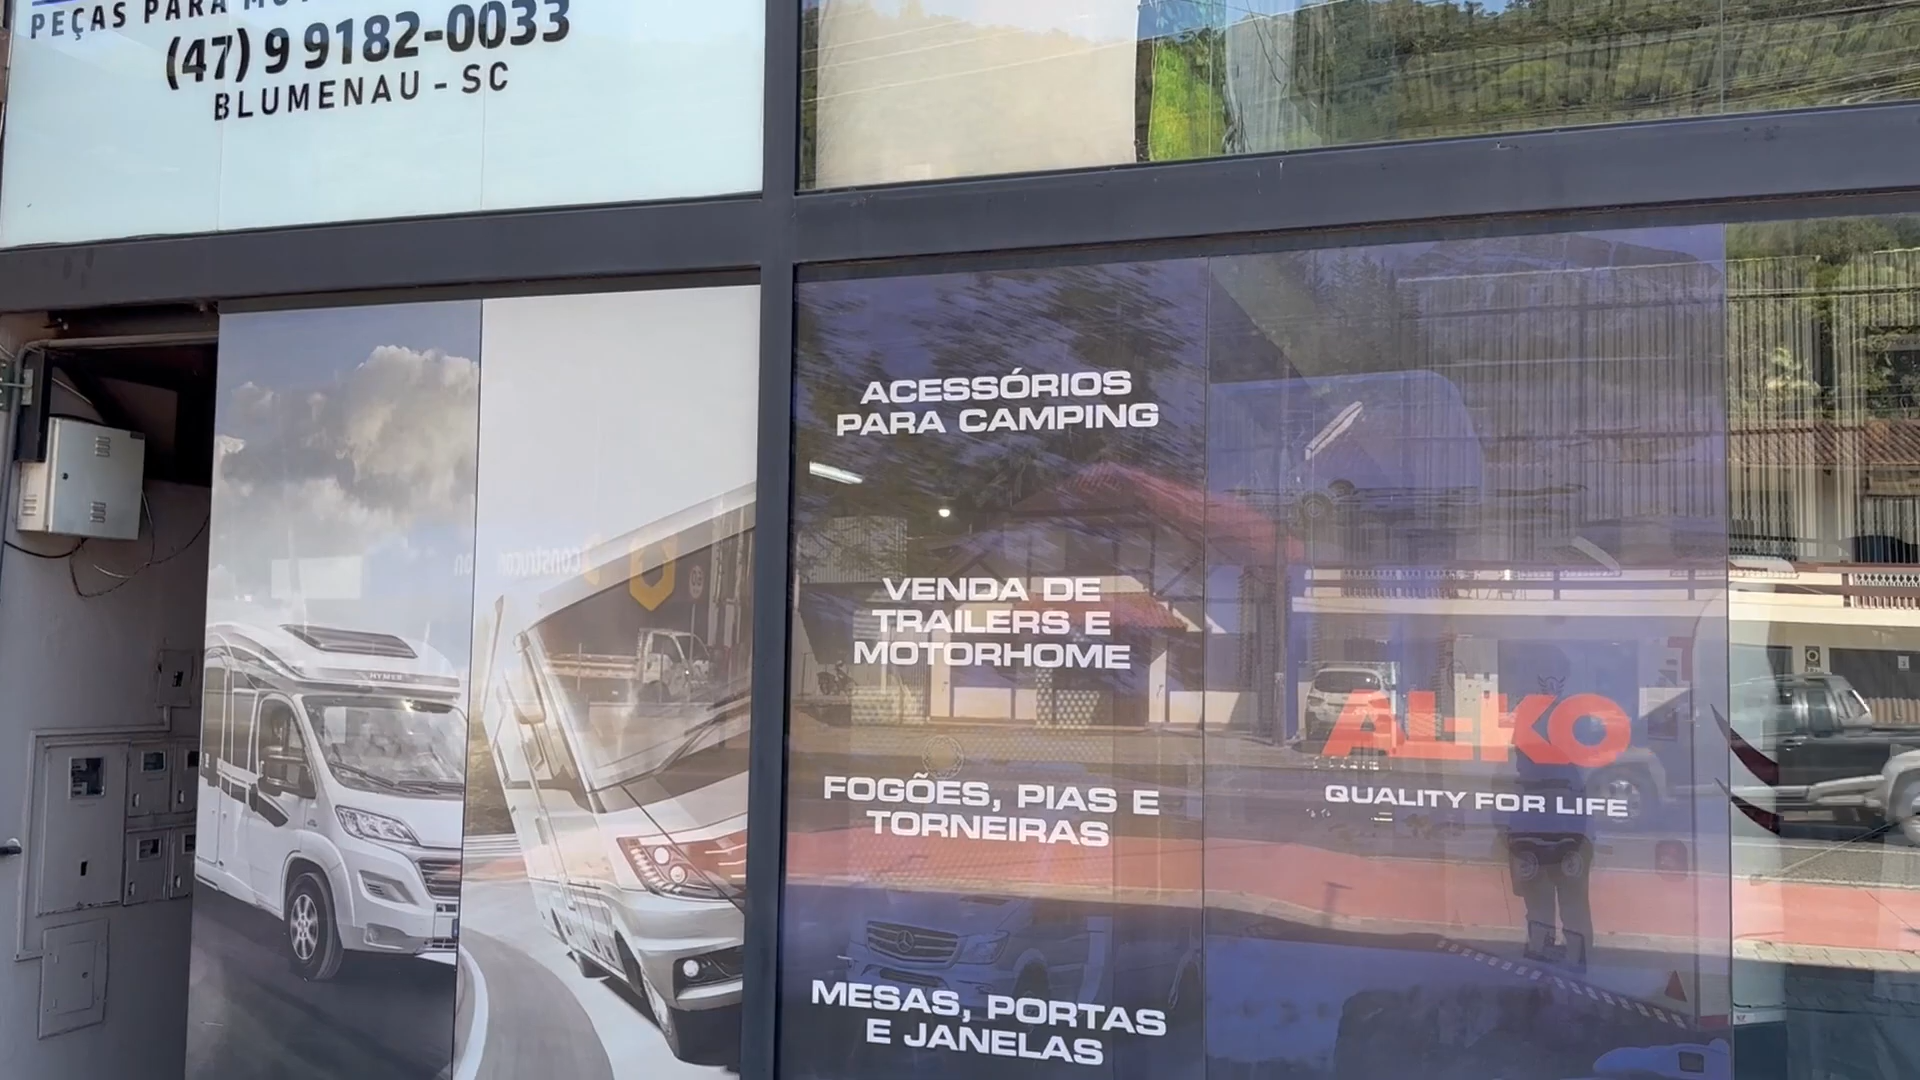 PEÇAS PARA
(47) 9 9182-0033
BLUMENAU - SC
ACESSÓRIOS
PARA CAMPING
VENDA DE
TRAILERS E
MOTORHOME
HYMER
AL-KO
QUALITY FOR LIFE
FOGÕES, PIAS E
TORNEIRAS
MESAS, PORTAS
E JANELAS